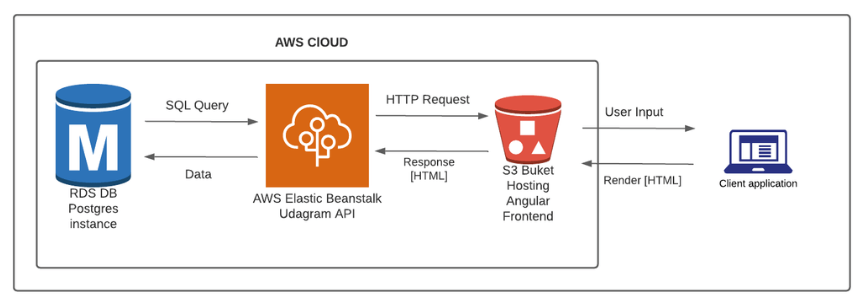 AWS ClOUD
SQL Query
HTTP Request
User Input
M
Data
Response
[HTML]
Render [HTML]
RDS DB
Postgres
instance
AWS Elastic Beanstalk
Udagram API
S3 Buket
Hosting
Angular
Frontend
Client application